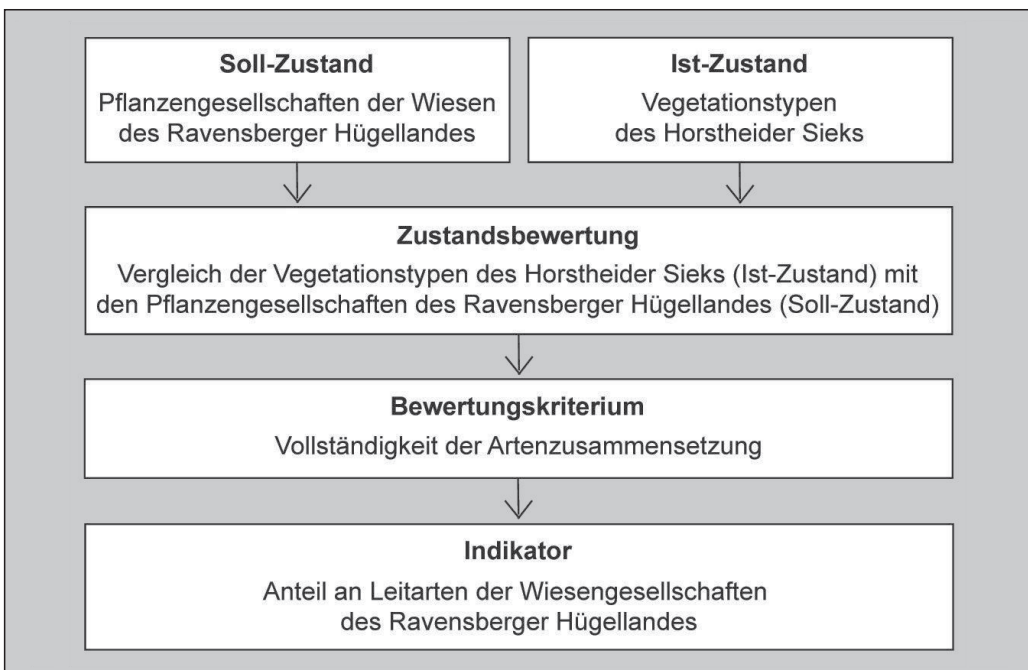 Soll-Zustand
Pflanzengesellschaften der Wiesen
des Ravensberger Hügellandes
Ist-Zustand
Vegetationstypen
des Horstheider Sieks
Zustandsbewertung
Vergleich der Vegetationstypen des Horstheider Sieks (Ist-Zustand) mit
den Pflanzengesellschaften des Ravensberger Hügellandes (Soll-Zustand)
Bewertungskriterium
Vollständigkeit der Artenzusammensetzung
Indikator
Anteil an Leitarten der Wiesengesellschaften
des Ravensberger Hügellandes